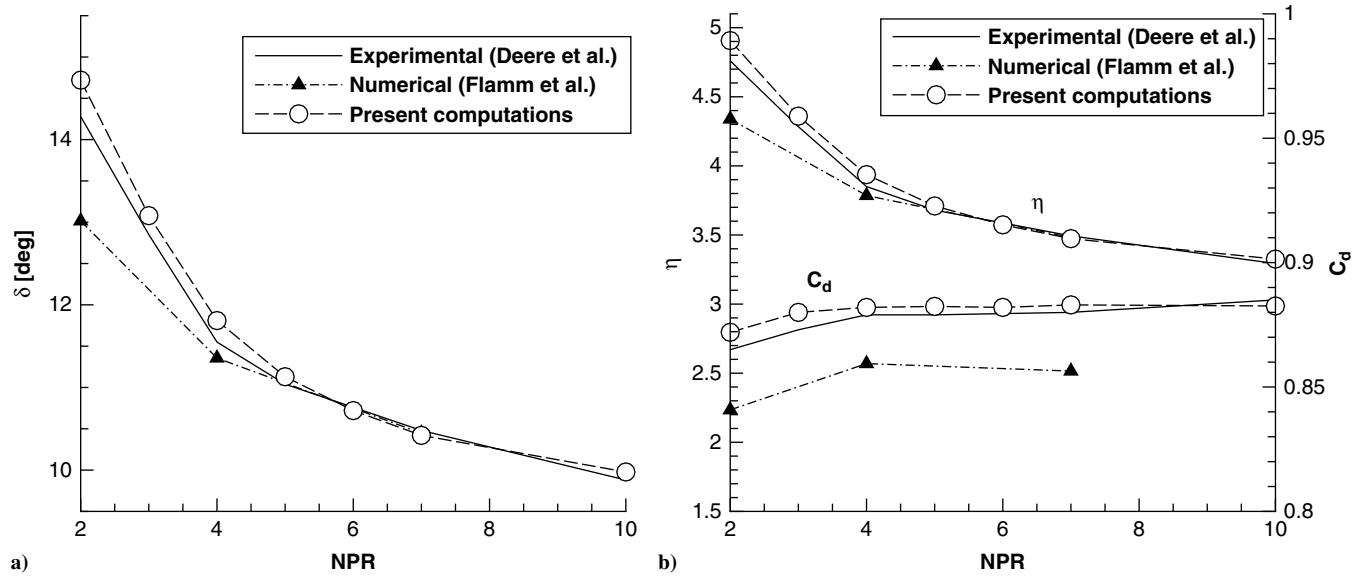 Experimental (Deere et al.)
Numerical (Flamm et al.)
Present computations
14
12
10
δ [deg]
2
4
6
8
10
NPR
a)
Experimental (Deere et al.)
Numerical (Flamm et al.)
Present computations
5
4.5
4
3.5
3
2.5
2
1.5
η
η
C_d
1
0.95
0.9
0.85
0.8
C_d
2
4
6
8
10
NPR
b)